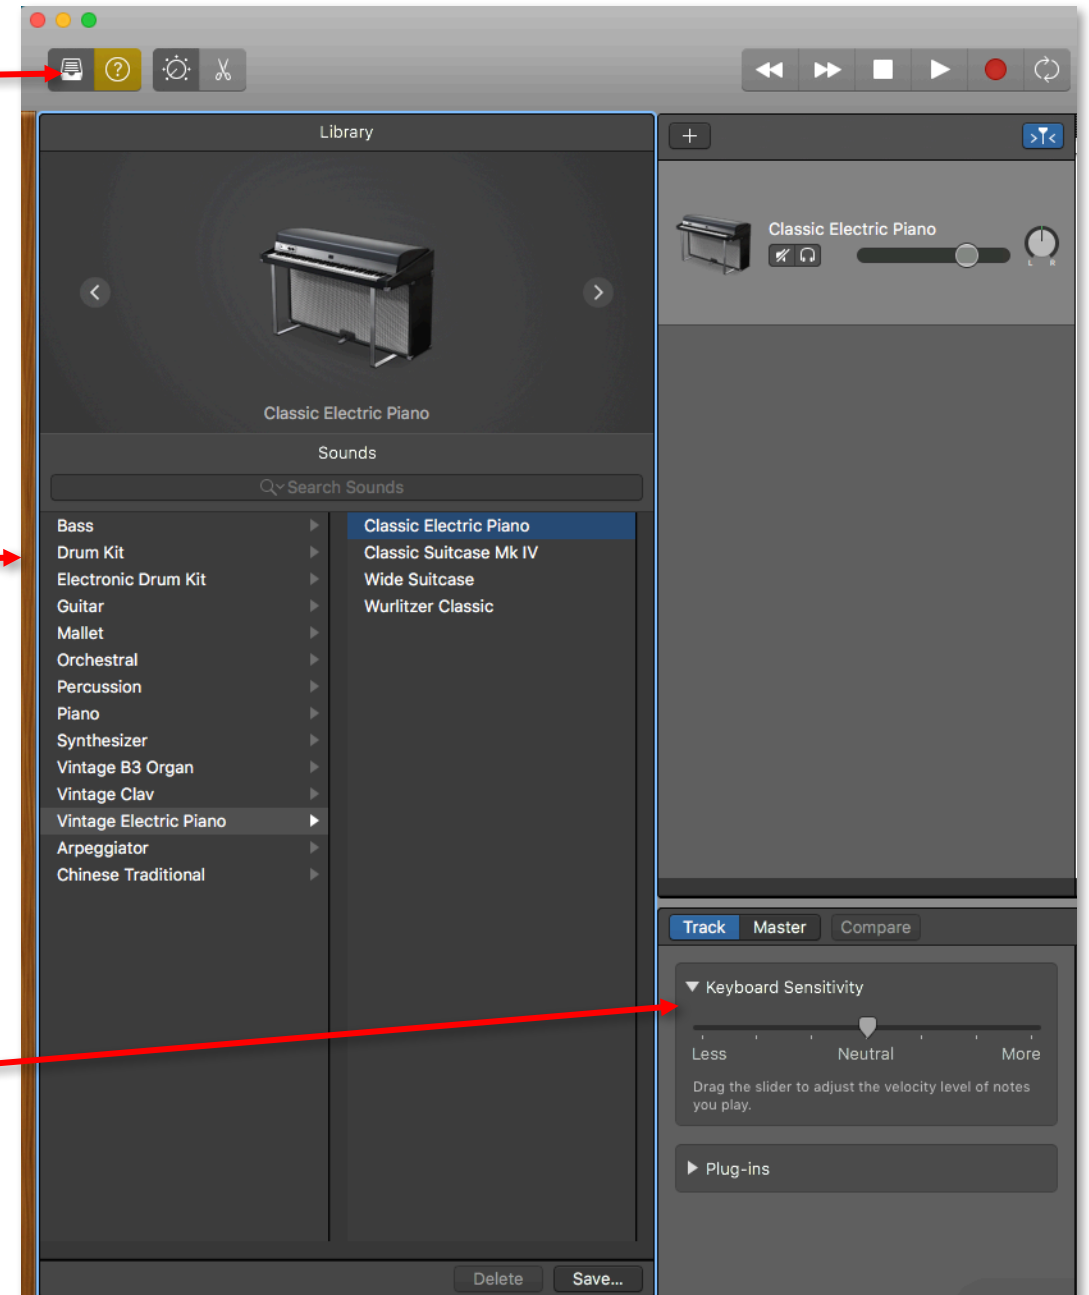 Library
Classic Electric Piano
L R
Classic Electric Piano
Sounds
Search Sounds
Bass
Drum Kit
Electronic Drum Kit
Guitar
Mallet
Orchestral
Percussion
Piano
Synthesizer
Vintage B3 Organ
Vintage Clav
Vintage Electric Piano
Arpeggiator
Chinese Traditional
Classic Electric Piano
Classic Suitcase Mk IV
Wide Suitcase
Wurlitzer Classic
Track Master Compare
Keyboard Sensitivity
Less Neutral More
Drag the slider to adjust the velocity level of notes
you play.
Plug-ins
Delete Save...